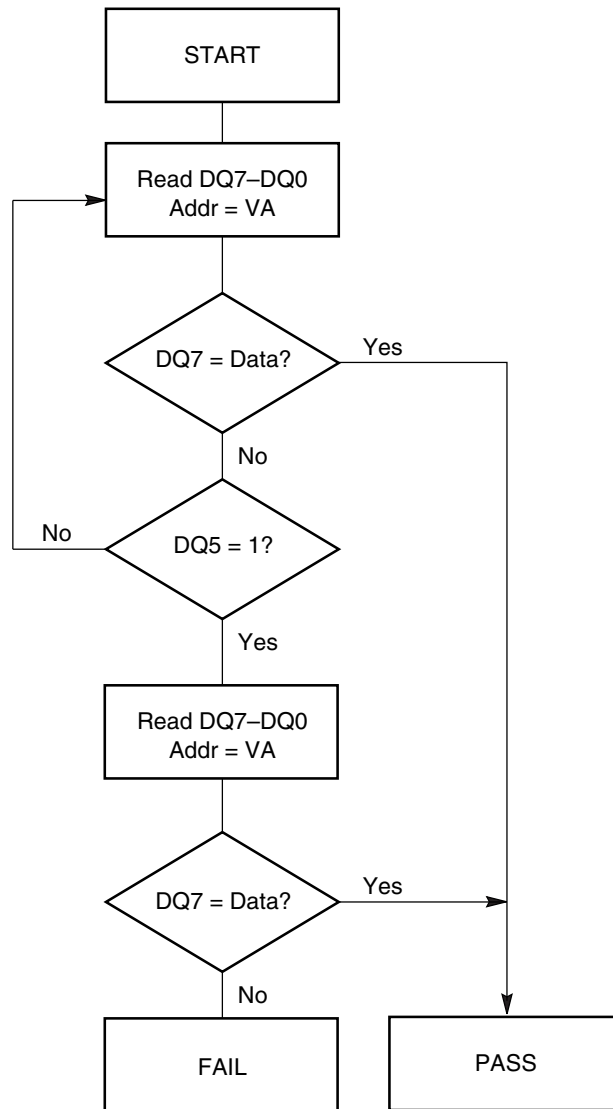 START
Read DQ7–DQ0
Addr = VA
DQ7 = Data?
Yes
No
No
DQ5 = 1?
Yes
Read DQ7–DQ0
Addr = VA
DQ7 = Data?
Yes
No
FAIL
PASS